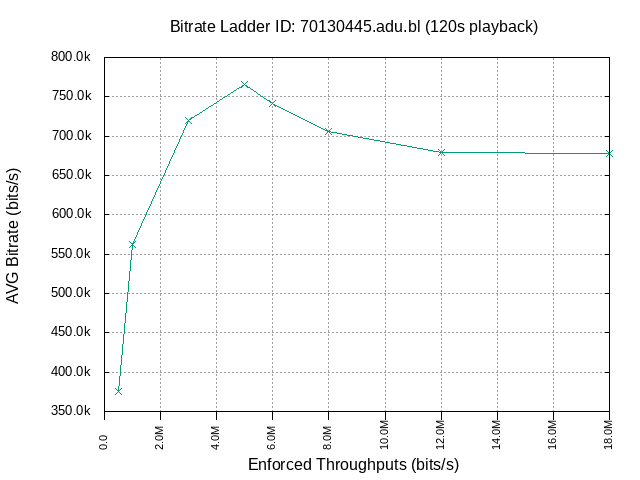 Bitrate Ladder ID: 70130445.adu.bl (120s playback)
800.0k
750.0k
700.0k
650.0k
600.0k
550.0k
500.0k
450.0k
400.0k
350.0k
AVG Bitrate (bits/s)
0.0
2.0M
4.0M
6.0M
8.0M
10.0M
12.0M
14.0M
16.0M
18.0M
Enforced Throughputs (bits/s)